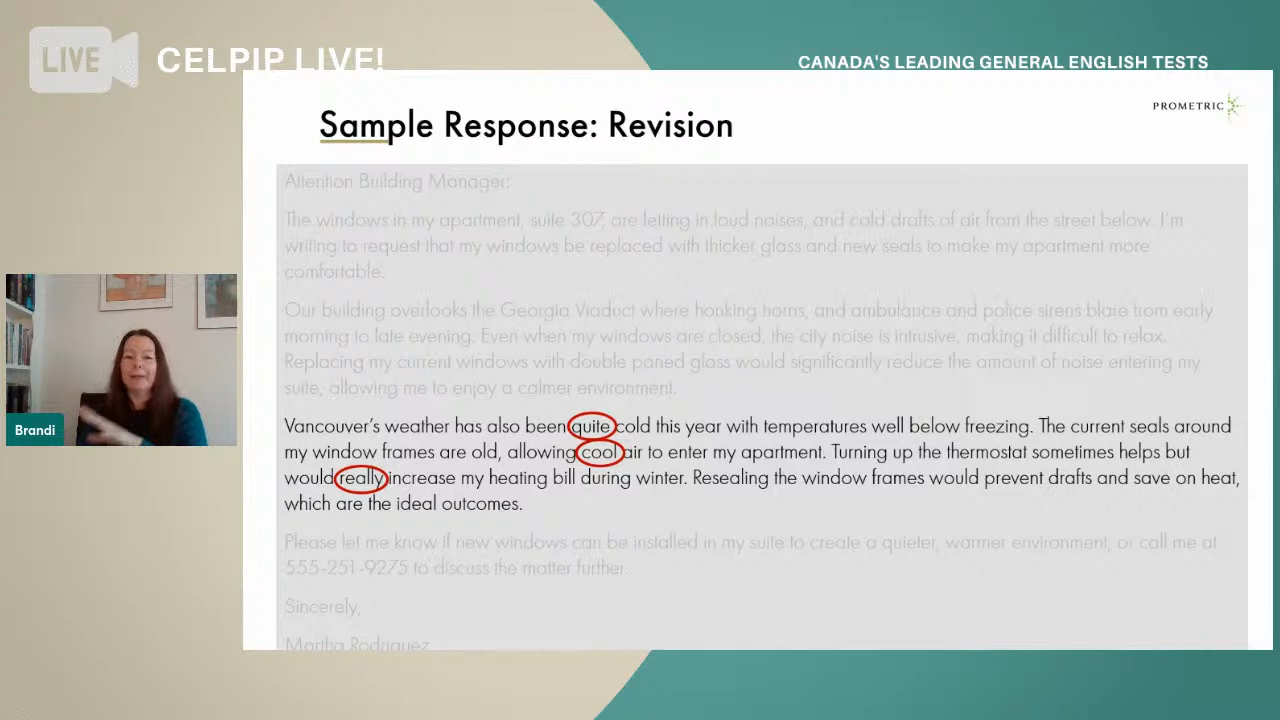 LIVE
CELPIP LIVE!
CANADA'S LEADING GENERAL ENGLISH TESTS
PROMETRIC
Sample Response: Revision
Attention Building Manager:
The windows in my apartment, suite 307, are letting in loud noises, and cold drafts of air from the street below. I'm
writing to request that my windows be replaced with thicker glass and new seals to make my apartment more
comfortable.
Our building overlooks the Georgia Viaduct where honking horns, and ambulance and police sirens blare from early
morning to late evening. Even when my windows are closed, the city noise is intrusive, making it difficult to relax.
Replacing my current windows with double paned glass would significantly reduce the amount of noise entering my
suite, allowing me to enjoy a calmer environment.
Vancouver's weather has also been quite cold this year with temperatures well below freezing. The current seals around
my window frames are old, allowing cool air to enter my apartment. Turning up the thermostat sometimes helps but
would really increase my heating bill during winter. Resealing the window frames would prevent drafts and save on heat,
which are the ideal outcomes.
Please let me know if new windows can be installed in my suite to create a quieter, warmer environment, or call me at
555-251-9275 to discuss the matter further.
Sincerely,
Martha Rodriguez
Brandi